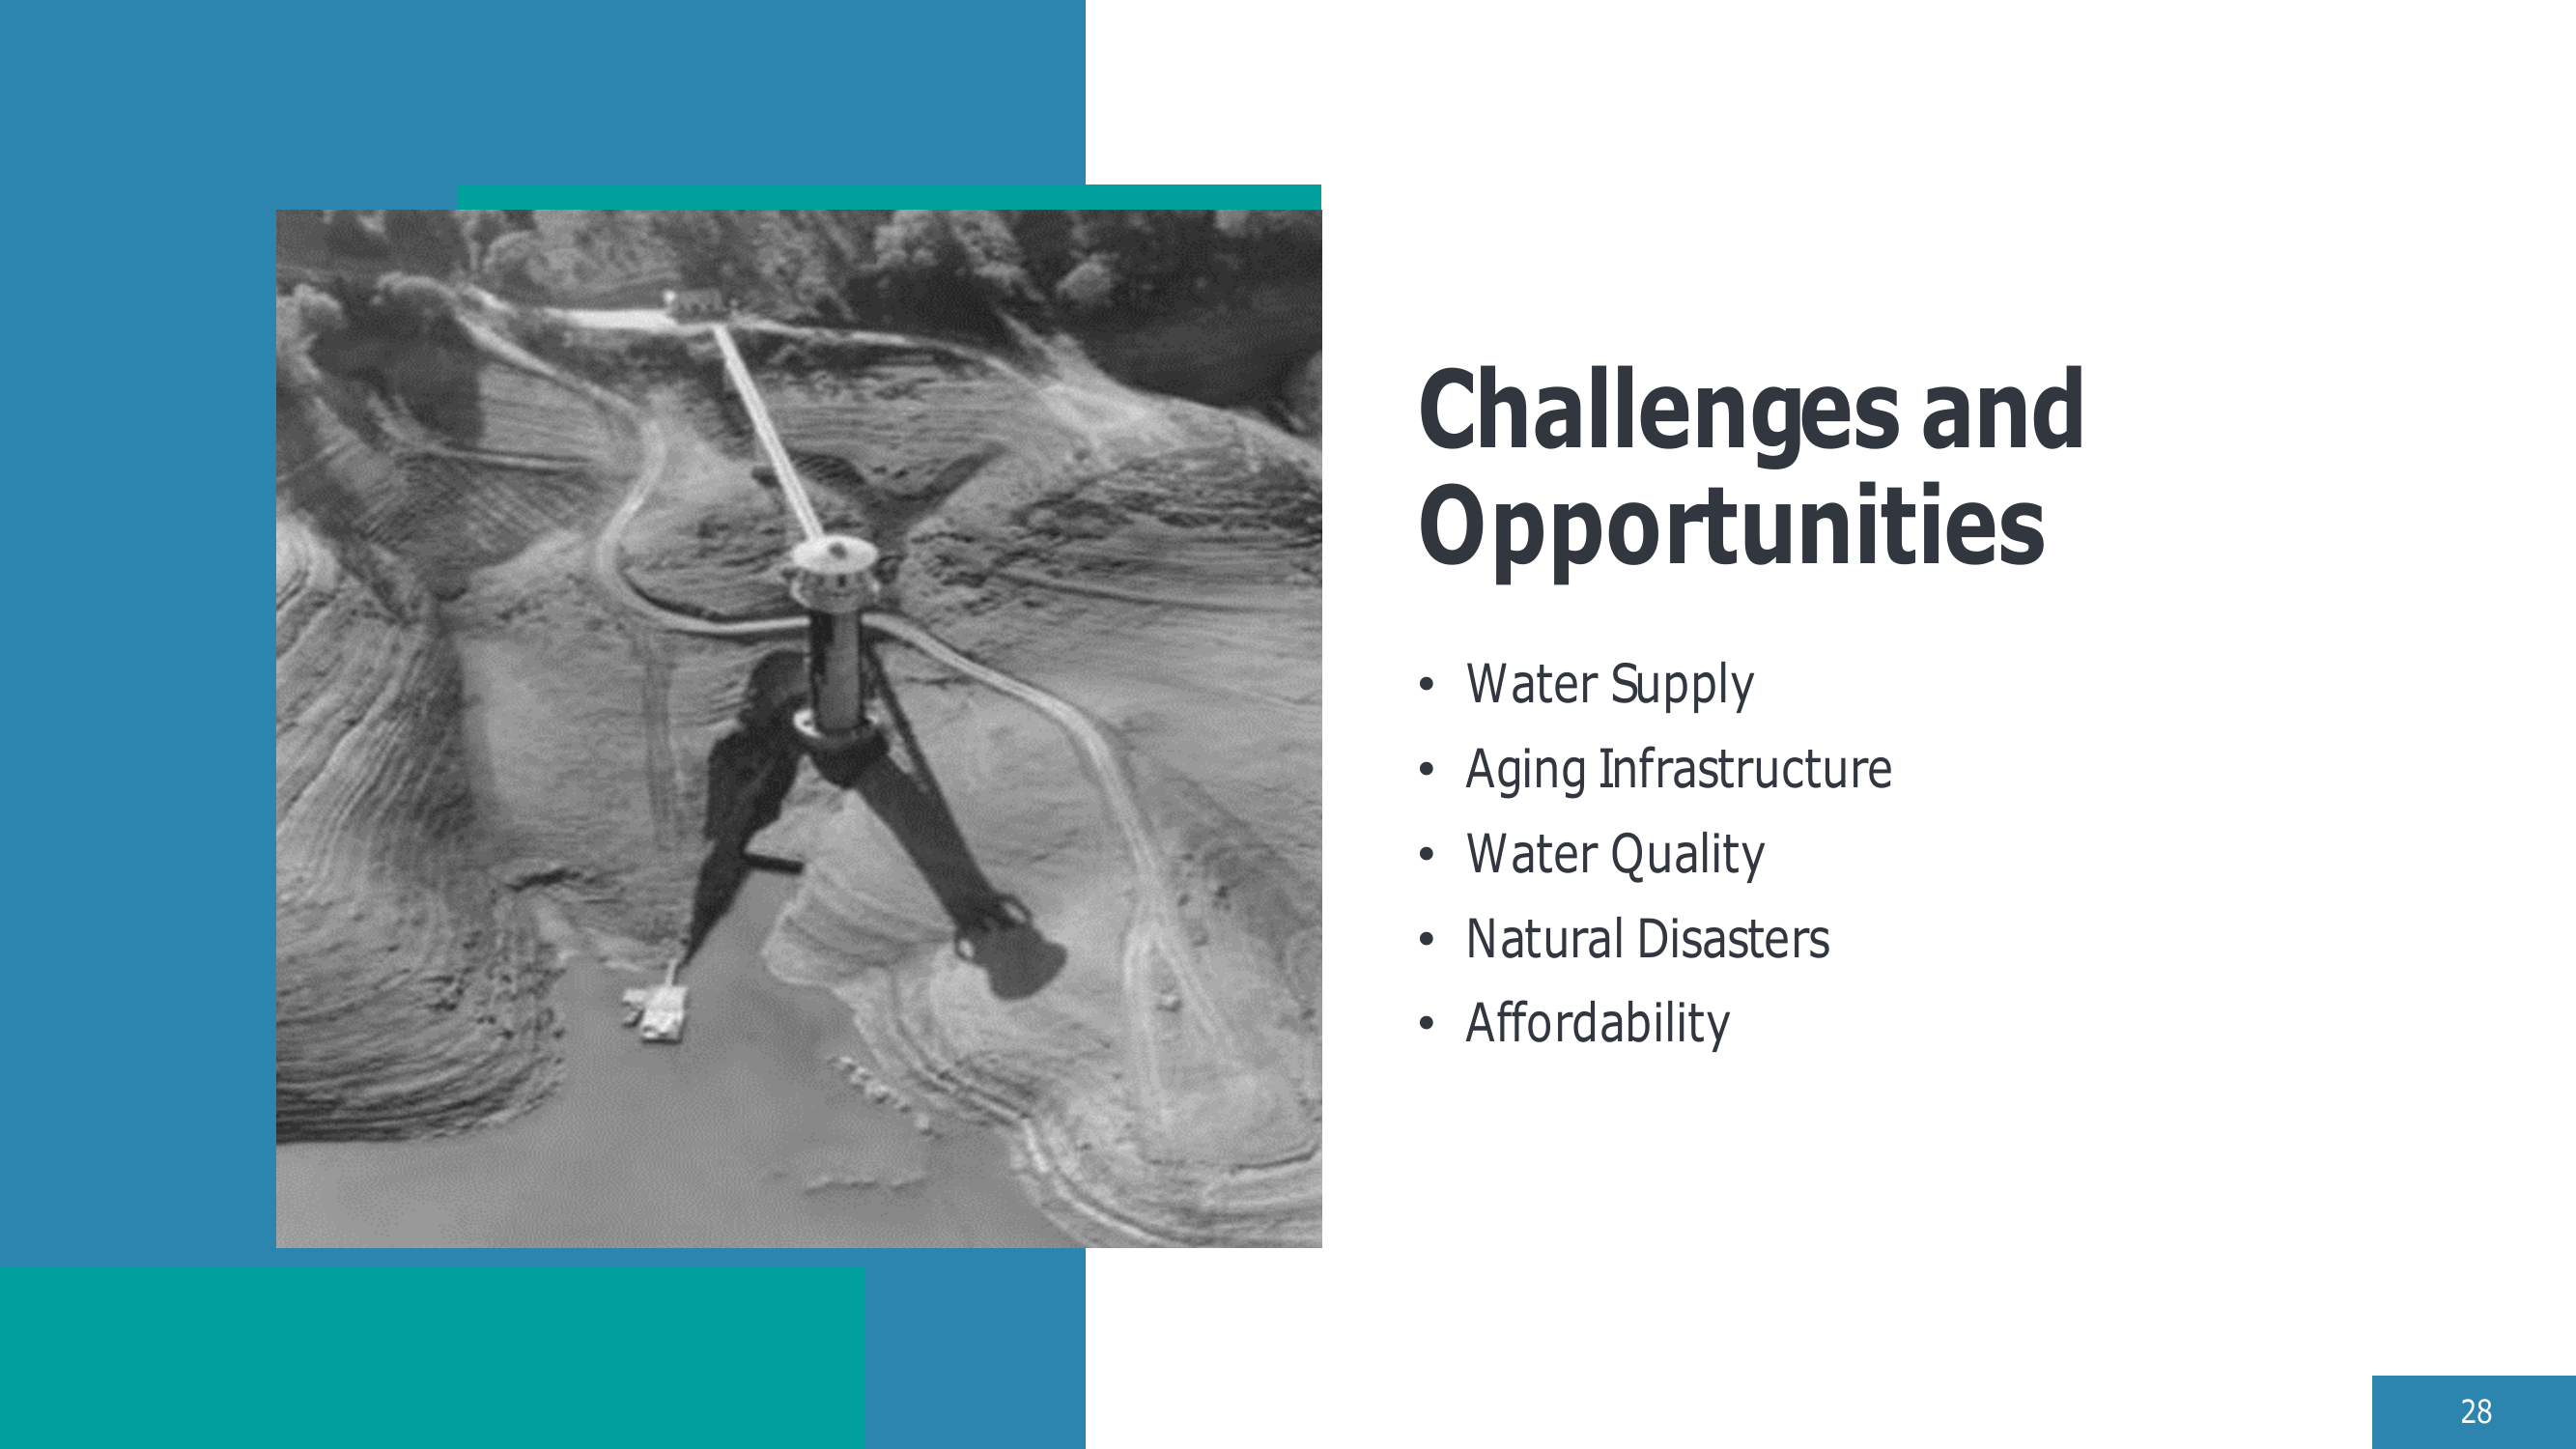 Challenges and
Opportunities
• Water Supply
• Aging Infrastructure
• Water Quality
• Natural Disasters
• Affordability
28